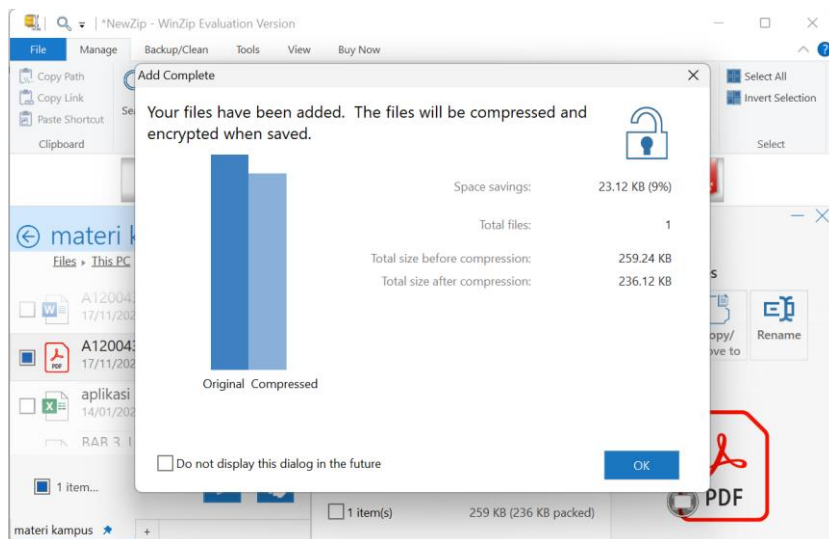 *NewZip - WinZip Evaluation Version
File Manage Backup/Clean Tools View Buy Now
Copy Path
Copy Link
Paste Shortcut
Clipboard
Select All
Invert Selection
Select
Add Complete
Your files have been added. The files will be compressed and
encrypted when saved.
Space savings: 23.12 KB (9%)
Total files: 1
Total size before compression: 259.24 KB
Total size after compression: 236.12 KB
Original Compressed
Do not display this dialog in the future
OK
materi
Files This PC
A12004
17/11/202
A120043
PDF
17/11/202
aplikasi
14/01/202
BAB 3
1 item...
materi kampus +
Rename
PDF
1 item(s) 259 KB (236 KB packed)